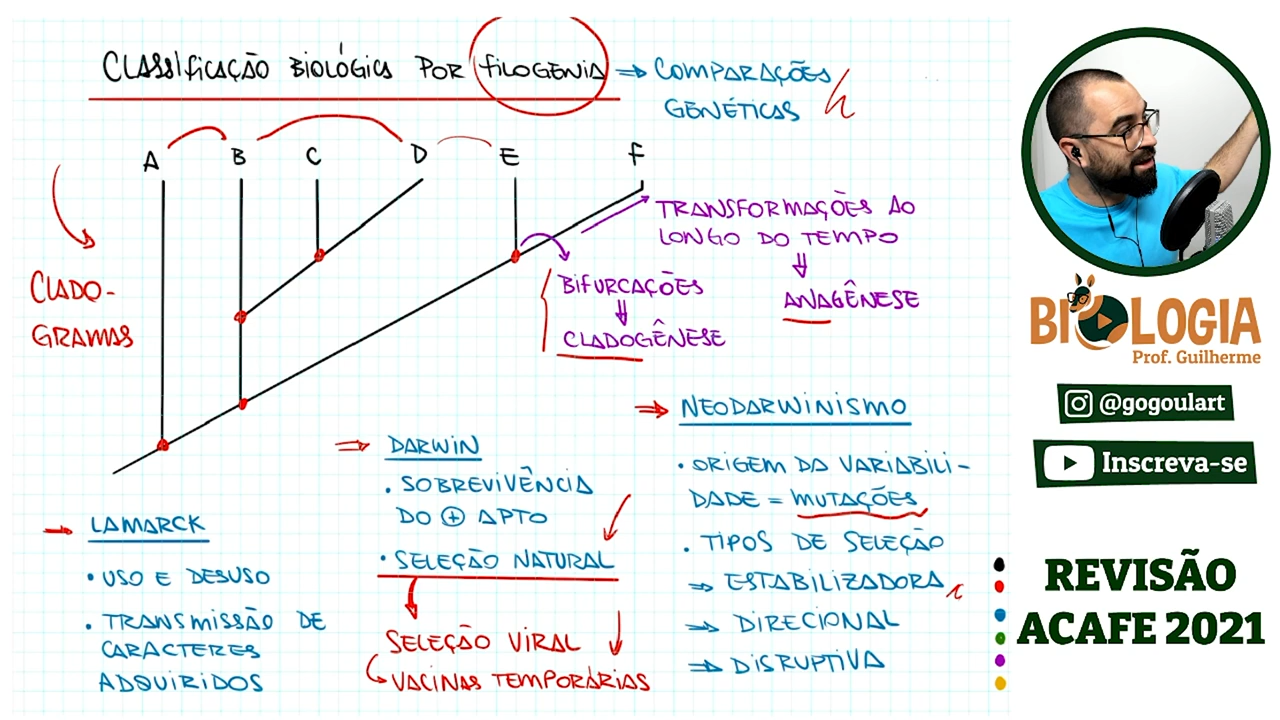 CLASSIFICAÇÃO BIOLÓGICA POR FILOGENIA ⇒ COMPARAÇÕES
GENÉTICAS
A B C D E F
TRANSFORMAÇÕES AO
LONGO DO TEMPO
ANAGÊNESE
BIFURCAÇÕES
CLADOGÊNESE
CLADO-
GRAMAS
⇒ LAMARCK
• USO E DESUSO
• TRANSMISSÃO DE
CARACTERES
ADQUIRIDOS
⇒ DARWIN
• SOBREVIVÊNCIA
DO ⊕ APTO
• SELEÇÃO NATURAL
SELEÇÃO VIRAL
VACINAS TEMPORÁRIAS
⇒ NEODARWINISMO
• ORIGEM DA VARIABILI-
DADE = MUTAÇÕES
• TIPOS DE SELEÇÃO
⇒ ESTABILIZADORA
⇒ DIRECIONAL
⇒ DISRUPTIVA
BIOLOGIA
Prof. Guilherme
@gogoulart
Inscreva-se
REVISÃO
ACAFE 2021